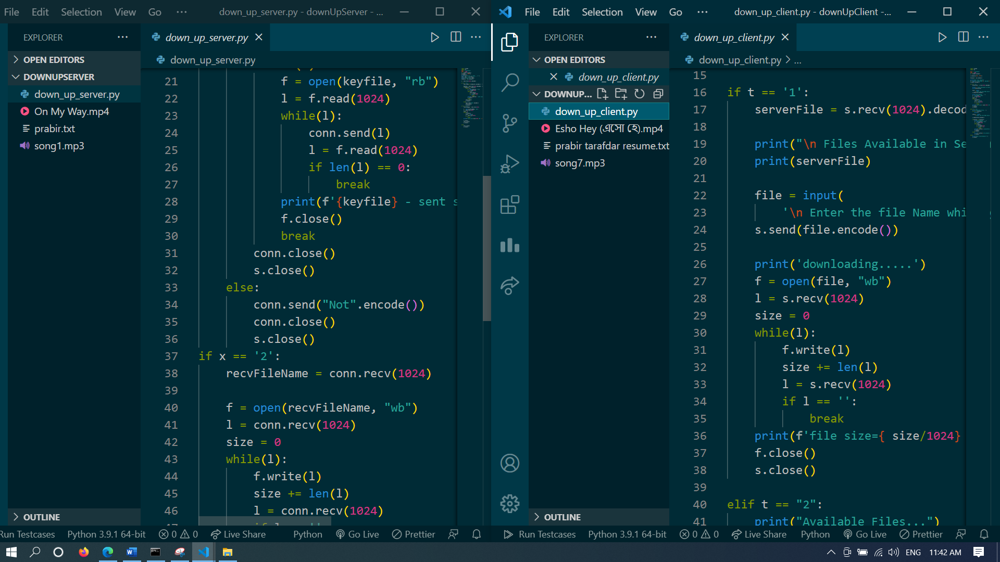 File Edit Selection View Go ··· down_up_server.py - downUpServer - ...
EXPLORER ···
OPEN EDITORS
DOWNUPSERVER
down_up_server.py
On My Way.mp4
prabir.txt
song1.mp3
OUTLINE
down_up_server.py
down_up_server.py
21 f = open(keyfile, "rb")
22 l = f.read(1024)
23 while(l):
24 conn.send(l)
25 l = f.read(1024)
26 if len(l) == 0:
27 break
28 print(f'{keyfile} - sent s
29 f.close()
30 break
31 conn.close()
32 s.close()
33 else:
34 conn.send("Not".encode())
35 conn.close()
36 s.close()
37 if x == '2':
38 recvFileName = conn.recv(1024)
39
40 f = open(recvFileName, "wb")
41 l = conn.recv(1024)
42 size = 0
43 while(l):
44 f.write(l)
45 size += len(l)
46 l = conn.recv(1024)
Run Testcases Python 3.9.1 64-bit 0 0 Live Share Python Go Live Prettier
File Edit Selection View Go ··· down_up_client.py - downUpClient -...
EXPLORER ···
OPEN EDITORS
down_up_client.py
DOWNUP...
down_up_client.py
Esho Hey (এসো হে).mp4
prabir tarafdar resume.txt
song7.mp3
OUTLINE
down_up_client.py
down_up_client.py > ...
15
16 if t == '1':
17 serverFile = s.recv(1024).decod
18
19 print("\n Files Available in Se
20 print(serverFile)
21
22 file = input(
23 '\n Enter the file Name whi
24 s.send(file.encode())
25
26 print('downloading.....')
27 f = open(file, "wb")
28 l = s.recv(1024)
29 size = 0
30 while(l):
31 f.write(l)
32 size += len(l)
33 l = s.recv(1024)
34 if l == '':
35 break
36 print(f'file size={ size/1024}
37 f.close()
38 s.close()
39
40 elif t == "2":
41 print("Available Files...")
Run Testcases Python 3.9.1 64-bit 0 0 Live Share Python Go Live Prettier
ENG 11:42 AM